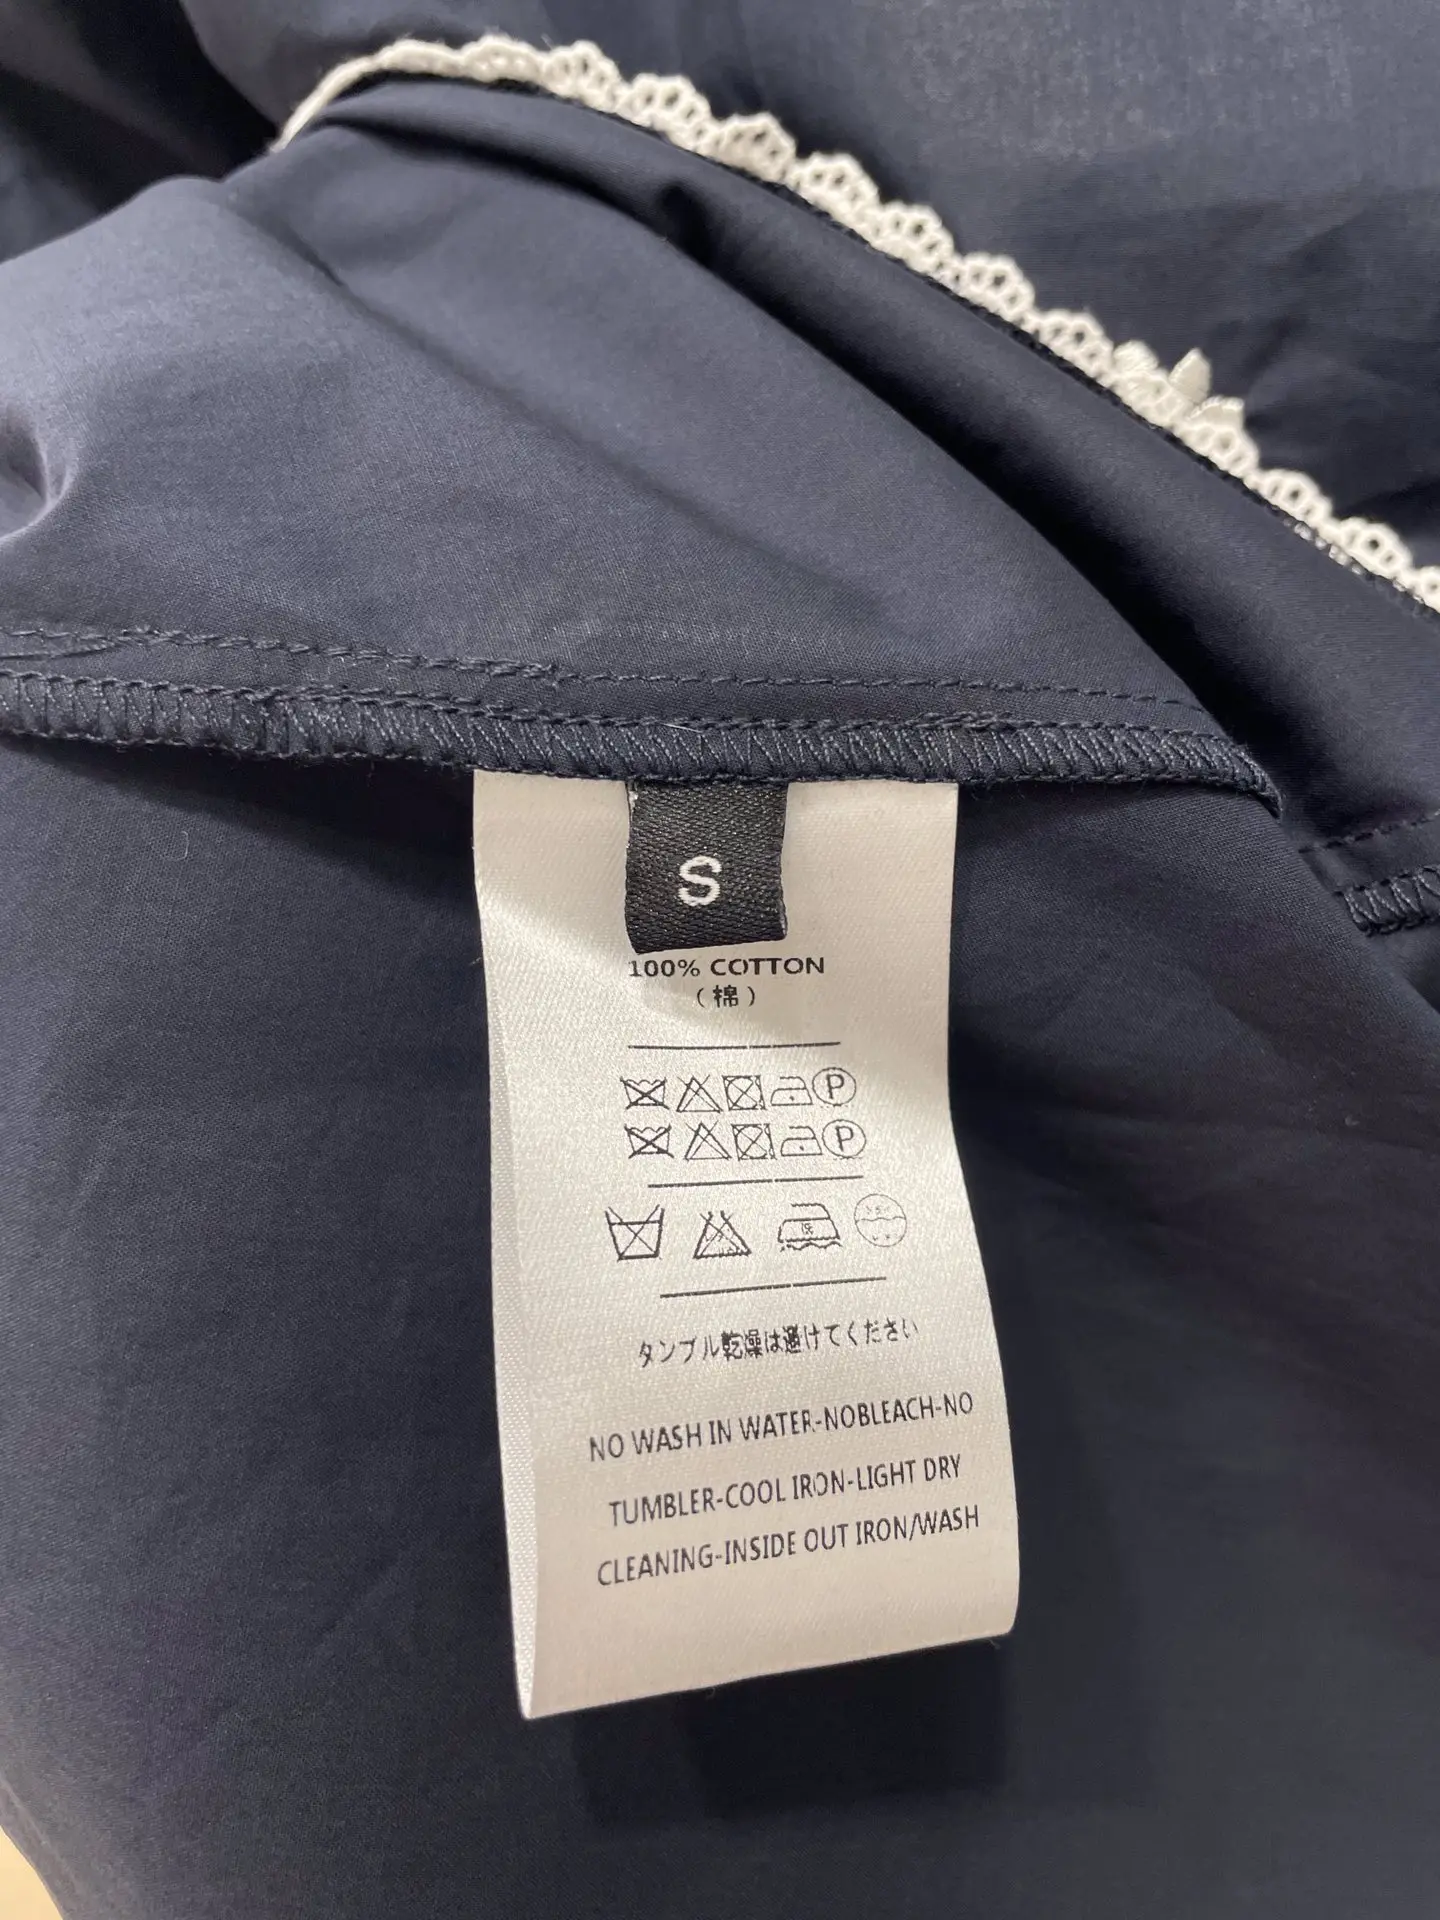 S
100% COTTON
（棉）
P
P
タンブル乾燥は避けてください
NO WASH IN WATER-NOBLEACH-NO
TUMBLER-COOL IRON-LIGHT DRY
CLEANING-INSIDE OUT IRON/WASH